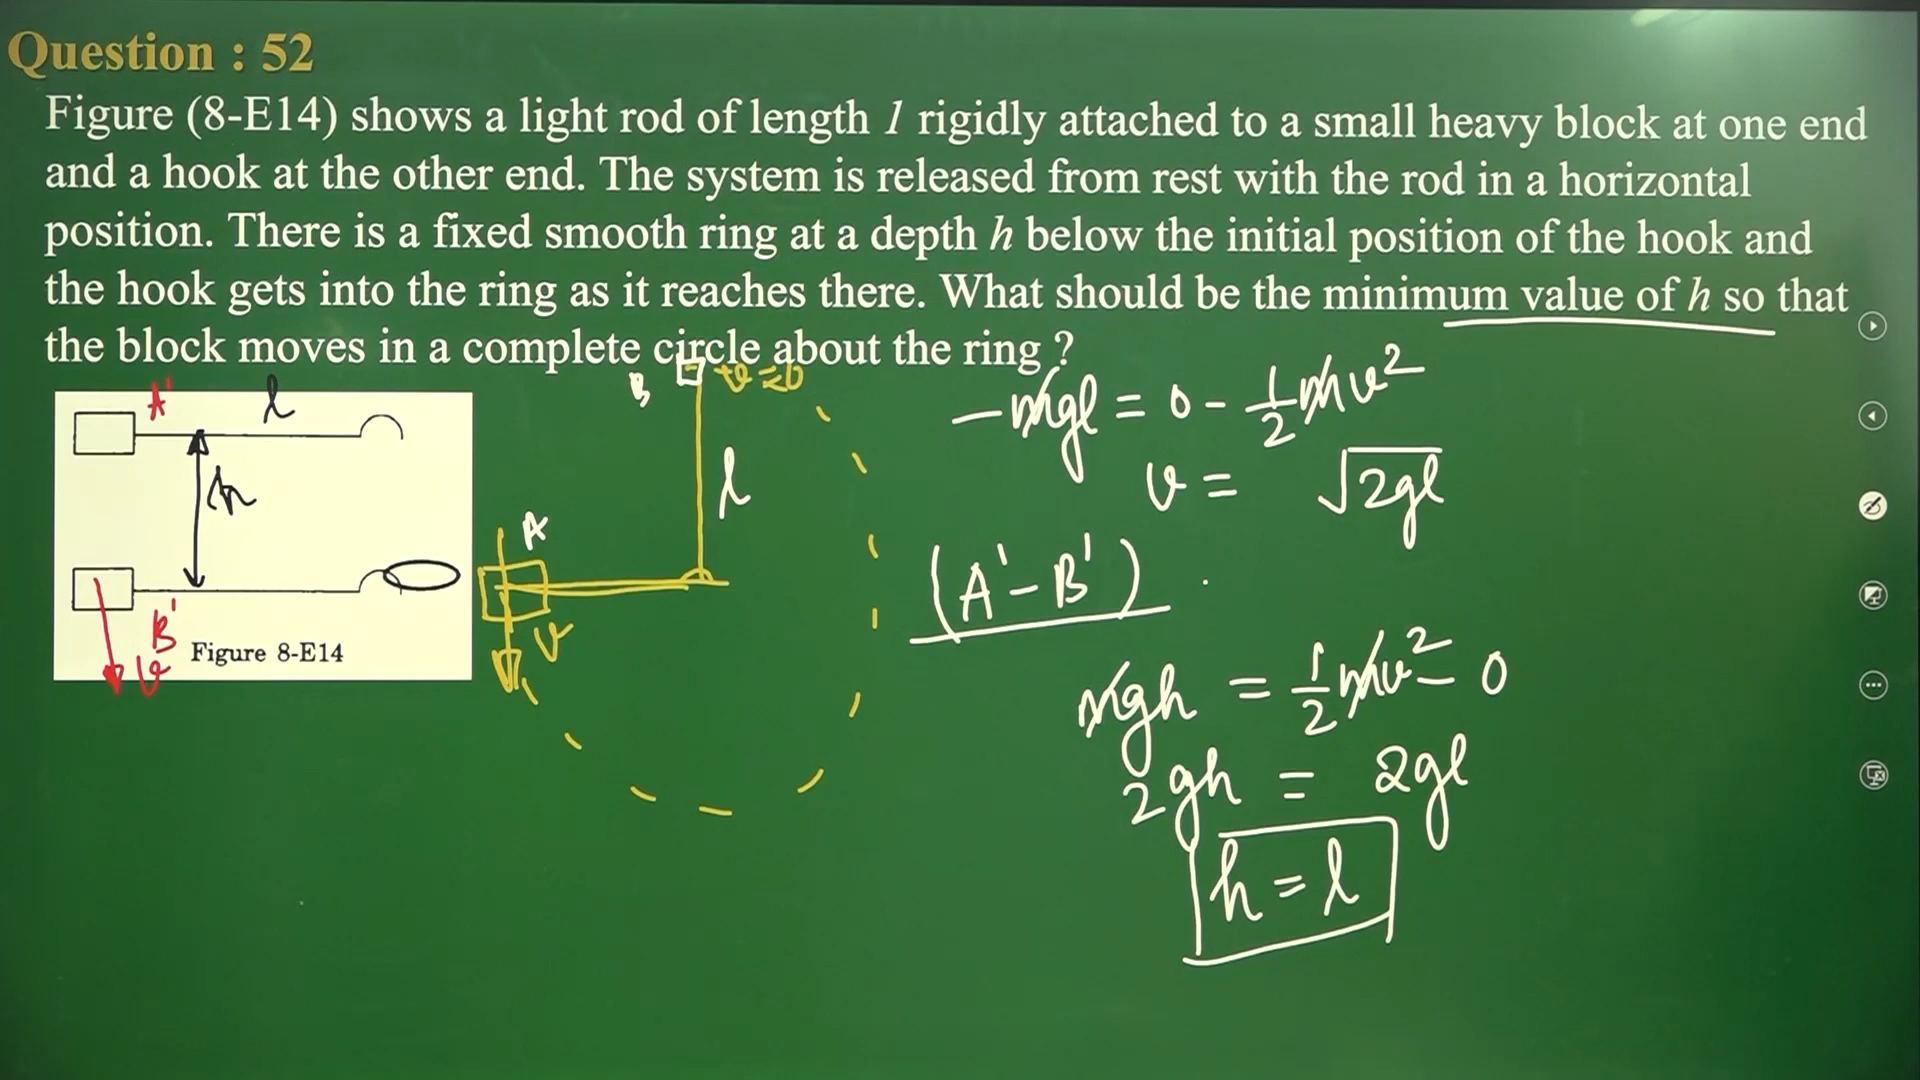 Question : 52
Figure (8-E14) shows a light rod of length l rigidly attached to a small heavy block at one end
and a hook at the other end. The system is released from rest with the rod in a horizontal
position. There is a fixed smooth ring at a depth h below the initial position of the hook and
the hook gets into the ring as it reaches there. What should be the minimum value of h so that
the block moves in a complete circle about the ring ?
A' l
h
B'
v
Figure 8-E14
B v=0
l
A
v
-mgl = 0 - 1/2 mv²
v = √2gl
(A'-B')
mgh = 1/2 mv² - 0
2gh = 2gl
h = l